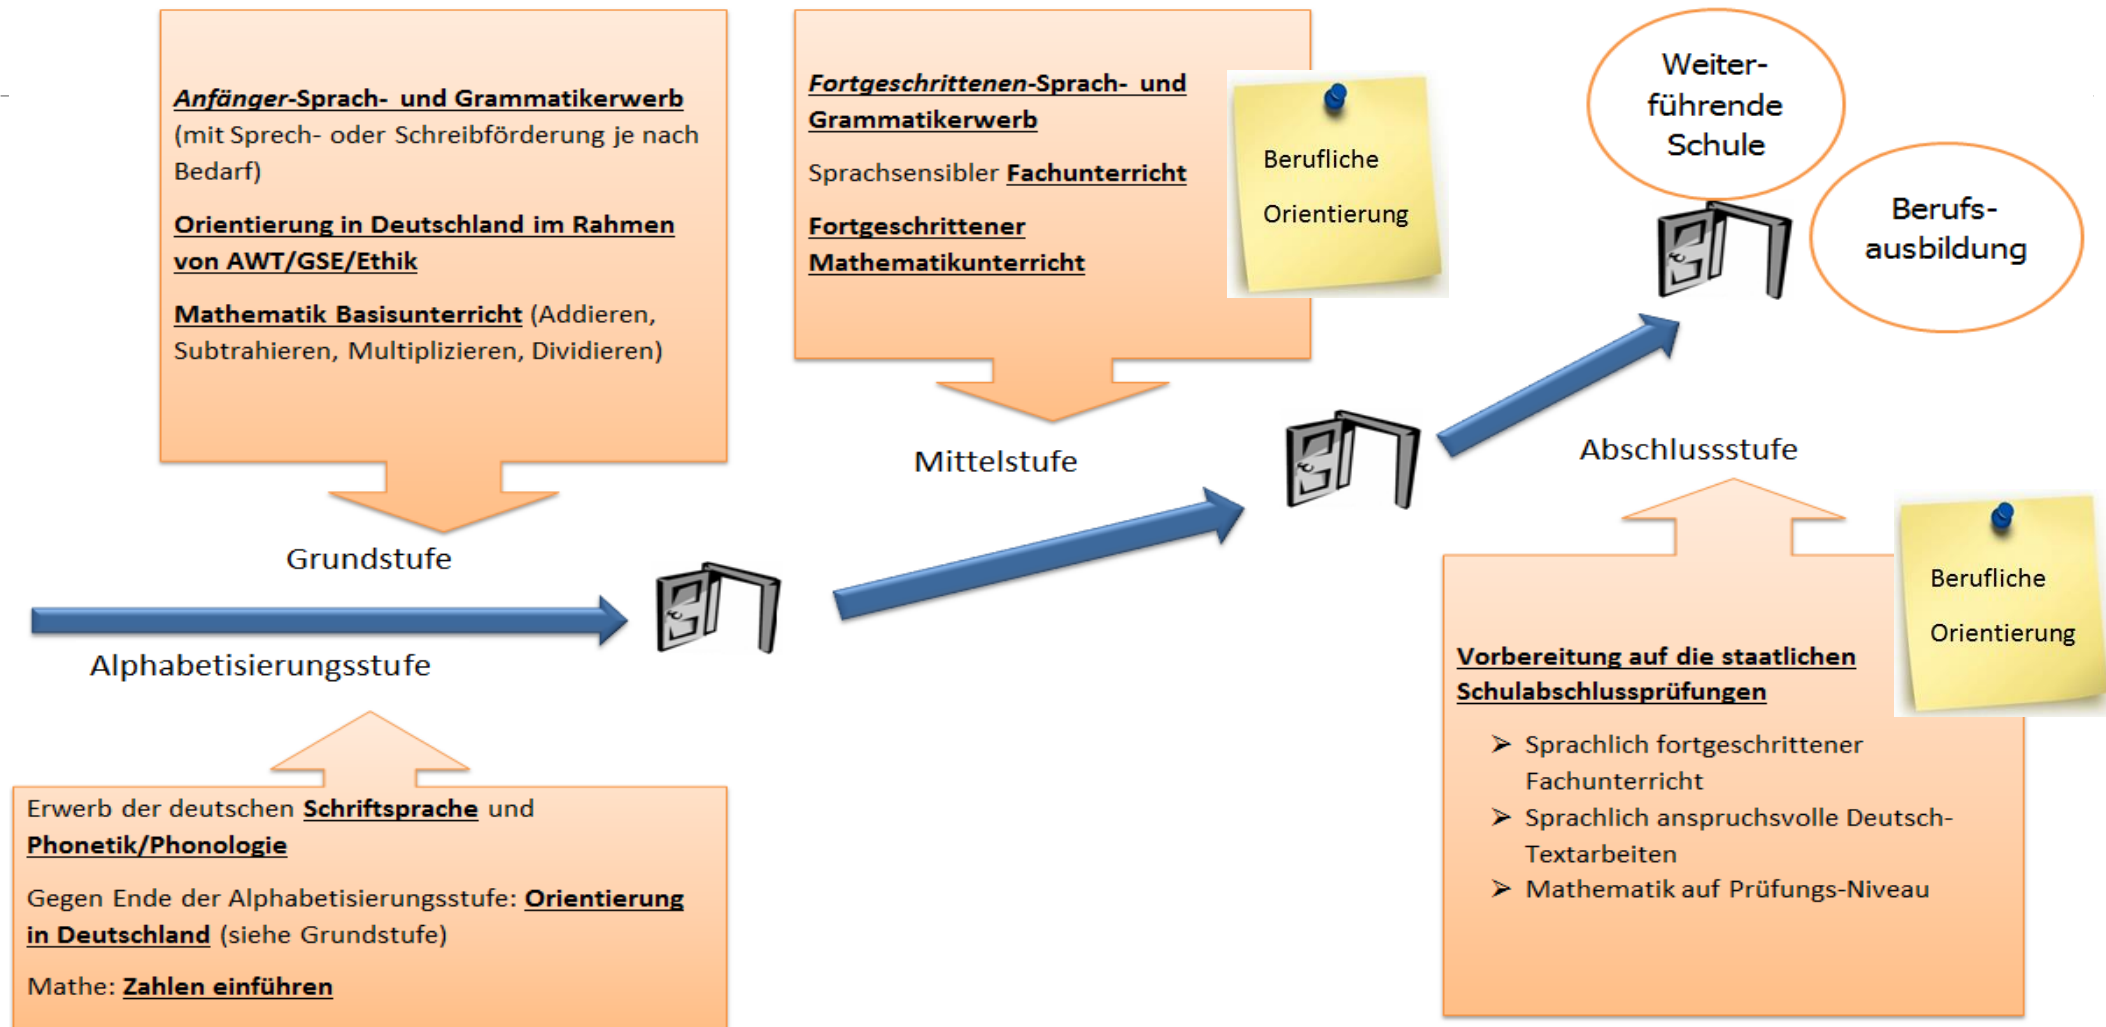 Anfänger-Sprach- und Grammatikerwerb
(mit Sprech- oder Schreibförderung je nach
Bedarf)
Orientierung in Deutschland im Rahmen
von AWT/GSE/Ethik
Mathematik Basisunterricht (Addieren,
Subtrahieren, Multiplizieren, Dividieren)
Fortgeschrittenen-Sprach- und
Grammatikerwerb
Sprachsensibler Fachunterricht
Fortgeschrittener
Mathematikunterricht
Berufliche
Orientierung
Weiter-
führende
Schule
Berufs-
ausbildung
Grundstufe
Mittelstufe
Abschlussstufe
Alphabetisierungsstufe
Erwerb der deutschen Schriftsprache und
Phonetik/Phonologie
Gegen Ende der Alphabetisierungsstufe: Orientierung
in Deutschland (siehe Grundstufe)
Mathe: Zahlen einführen
Vorbereitung auf die staatlichen
Schulabschlussprüfungen
➢ Sprachlich fortgeschrittener
Fachunterricht
➢ Sprachlich anspruchsvolle Deutsch-
Textarbeiten
➢ Mathematik auf Prüfungs-Niveau
Berufliche
Orientierung